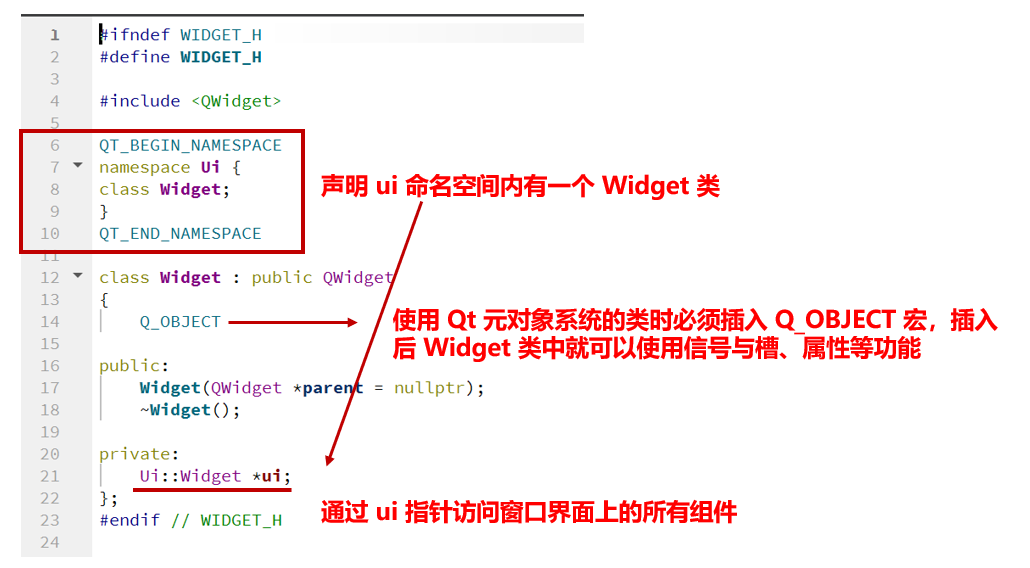 1 #ifndef WIDGET_H
2 #define WIDGET_H
3
4 #include <QWidget>
5
6 QT_BEGIN_NAMESPACE
7 namespace Ui {
8 class Widget;
9 }
10 QT_END_NAMESPACE
声明 ui 命名空间内有一个 Widget 类
11
12 class Widget : public QWidget
13 {
14 Q_OBJECT
使用 Qt 元对象系统的类时必须插入 Q_OBJECT 宏，插入
后 Widget 类中就可以使用信号与槽、属性等功能
15
16 public:
17 Widget(QWidget *parent = nullptr);
18 ~Widget();
19
20 private:
21 Ui::Widget *ui;
22 };
23 #endif // WIDGET_H
通过 ui 指针访问窗口界面上的所有组件
24